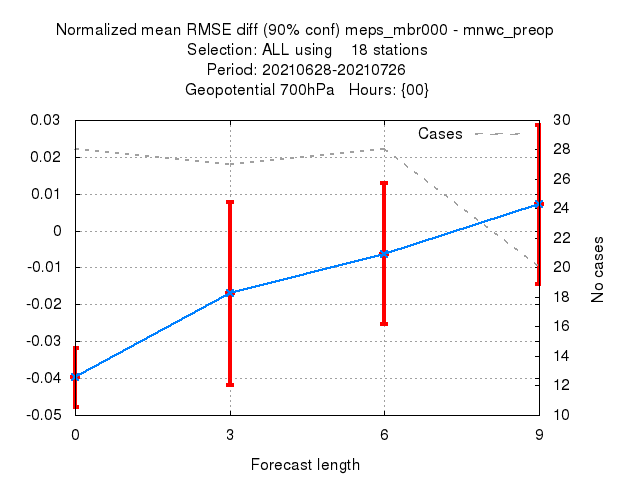 Normalized mean RMSE diff (90% conf) meps_mbr000 - mnwc_preop
Selection: ALL using    18 stations
Period: 20210628-20210726
Geopotential 700hPa   Hours: {00}
Cases
0.03
0.02
0.01
0
-0.01
-0.02
-0.03
-0.04
-0.05
30
28
26
24
22
20
18
16
14
12
10
No cases
0 3 6 9
Forecast length